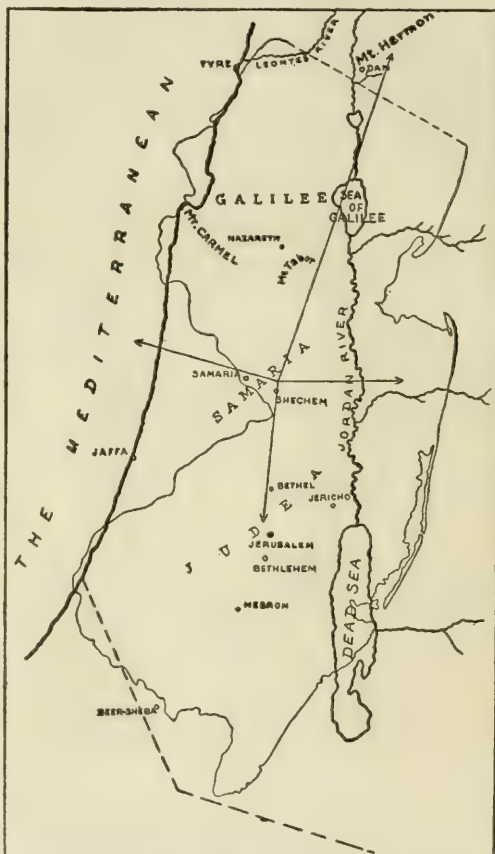 Mt. Hermon
TYRE
LEONTES RIVER
DAN
THE MEDITERRANEAN
GALILEE
SEA
OF
GALILEE
Mt. CARMEL
NAZARETH
Mt Tabor
SAMARIA
SAMARIA
SHECHEM
JORDAN RIVER
JAFFA
BETHEL
JERICHO
JUDEA
JERUSALEM
BETHLEHEM
HEBRON
DEAD SEA
BEER-SHEBA